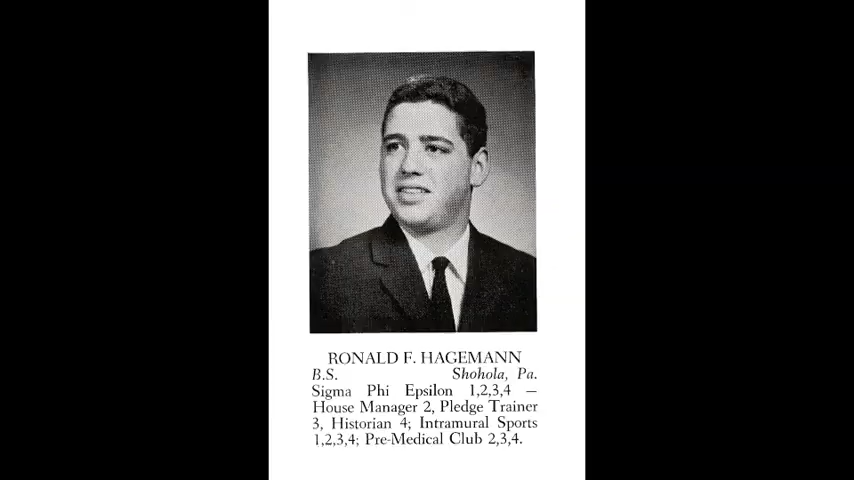 RONALD F. HAGEMANN
B.S. Shohola, Pa.
Sigma Phi Epsilon 1,2,3,4 —
House Manager 2, Pledge Trainer
3, Historian 4; Intramural Sports
1,2,3,4; Pre-Medical Club 2,3,4.